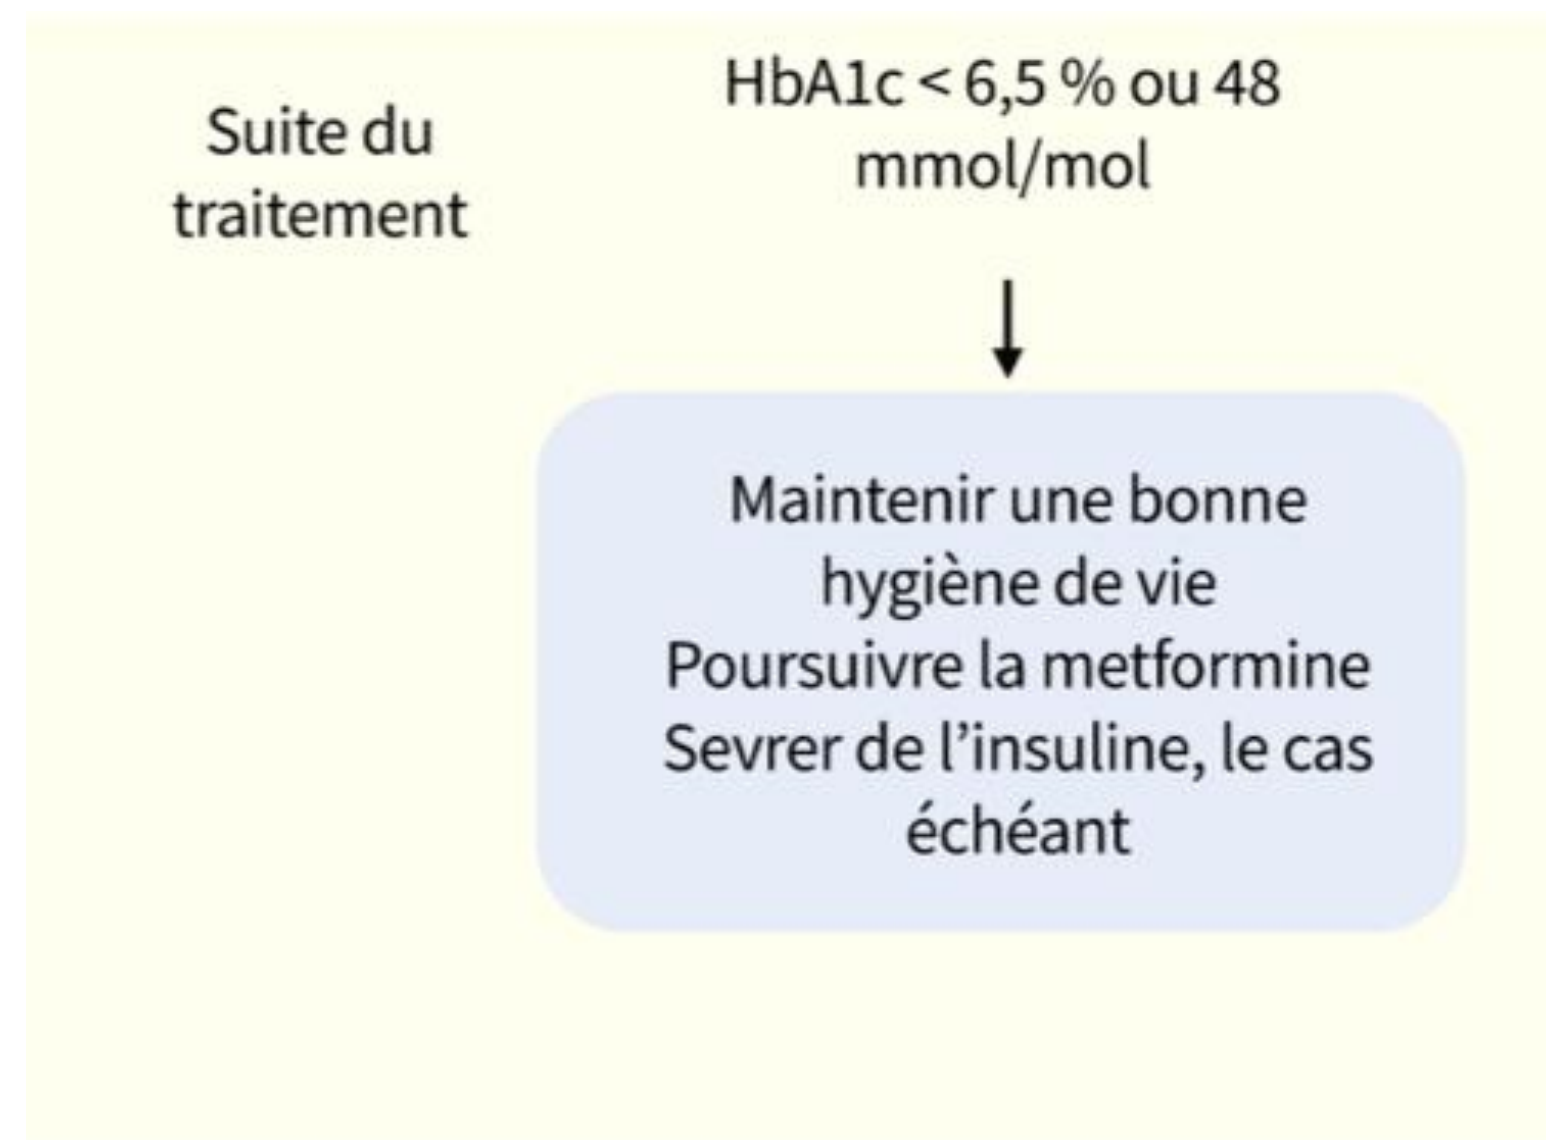 Suite du
traitement
HbA1c < 6,5 % ou 48
mmol/mol
Maintenir une bonne
hygiène de vie
Poursuivre la metformine
Sevrer de l’insuline, le cas
échéant